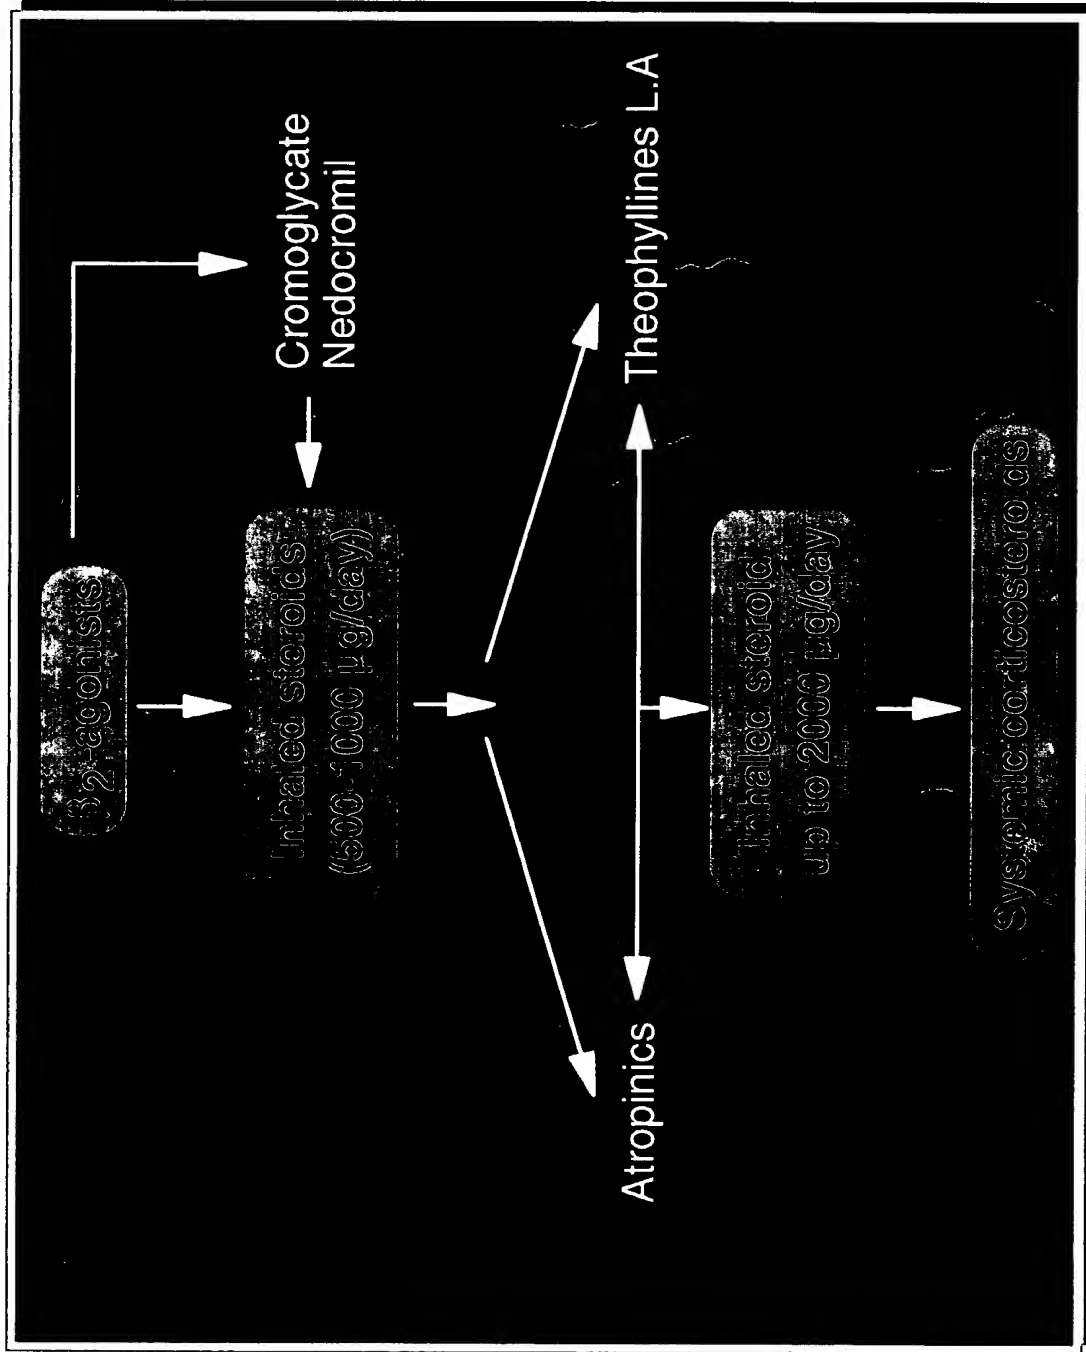 β2-agonists
Cromoglycate
Nedocromil
Inhaled steroids
(500-1000 µg/day)
Atropinics
Theophyllines L.A
Inhaled steroid
up to 2000 µg/day
Systemic corticosteroids